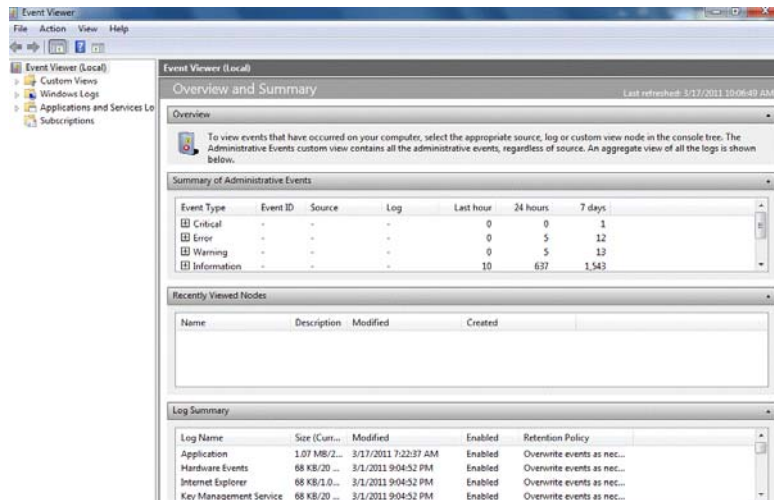 Event Viewer
File Action View Help
Event Viewer (Local)
Custom Views
Windows Logs
Applications and Services Lo
Subscriptions
Event Viewer (Local)
Overview and Summary
Last refreshed: 3/17/2011 10:06:49 AM
Overview
To view events that have occurred on your computer, select the appropriate source, log or custom view node in the console tree. The
Administrative Events custom view contains all the administrative events, regardless of source. An aggregate view of all the logs is shown
below.
Summary of Administrative Events
Event Type Event ID Source Log Last hour 24 hours 7 days
Critical - - - 0 0 1
Error - - - 0 5 12
Warning - - - 0 5 13
Information - - - 10 637 1,543
Recently Viewed Nodes
Name Description Modified Created
Log Summary
Log Name Size (Curr... Modified Enabled Retention Policy
Application 1.07 MB/2... 3/17/2011 7:22:37 AM Enabled Overwrite events as nec...
Hardware Events 68 KB/20 ... 3/1/2011 9:04:52 PM Enabled Overwrite events as nec...
Internet Explorer 68 KB/1.0... 3/1/2011 9:04:52 PM Enabled Overwrite events as nec...
Key Management Service 68 KB/20 ... 3/1/2011 9:04:52 PM Enabled Overwrite events as nec...